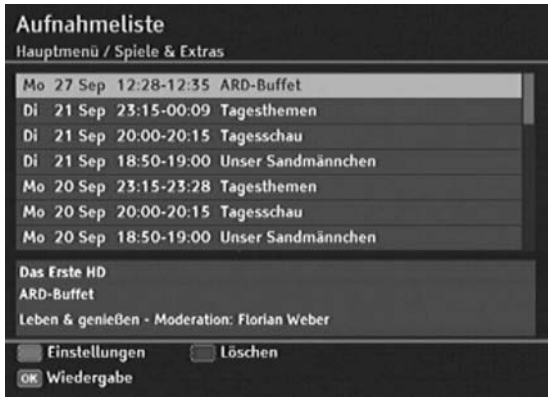 Aufnahmeliste
Hauptmenü / Spiele & Extras
Mo 27 Sep 12:28-12:35 ARD-Buffet
Di 21 Sep 23:15-00:09 Tagesthemen
Di 21 Sep 20:00-20:15 Tagesschau
Di 21 Sep 18:50-19:00 Unser Sandmännchen
Mo 20 Sep 23:15-23:28 Tagesthemen
Mo 20 Sep 20:00-20:15 Tagesschau
Mo 20 Sep 18:50-19:00 Unser Sandmännchen
Das Erste HD
ARD-Buffet
Leben & genießen - Moderation: Florian Weber
Einstellungen Löschen
OK Wiedergabe